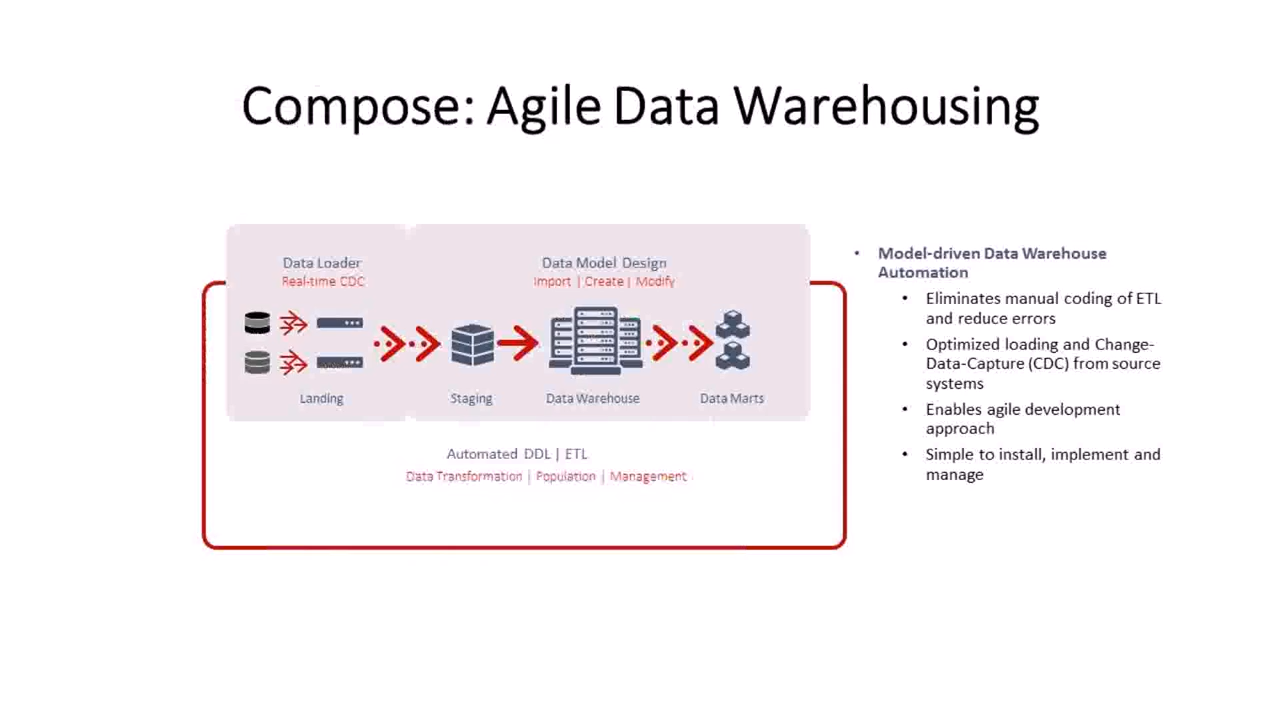 Compose: Agile Data Warehousing
Data Loader
Real-time CDC
Landing
Data Model Design
Import | Create | Modify
Staging
Data Warehouse
Data Marts
Automated DDL | ETL
Data Transformation | Population | Management
• Model-driven Data Warehouse
Automation
• Eliminates manual coding of ETL
and reduce errors
• Optimized loading and Change-
Data-Capture (CDC) from source
systems
• Enables agile development
approach
• Simple to install, implement and
manage